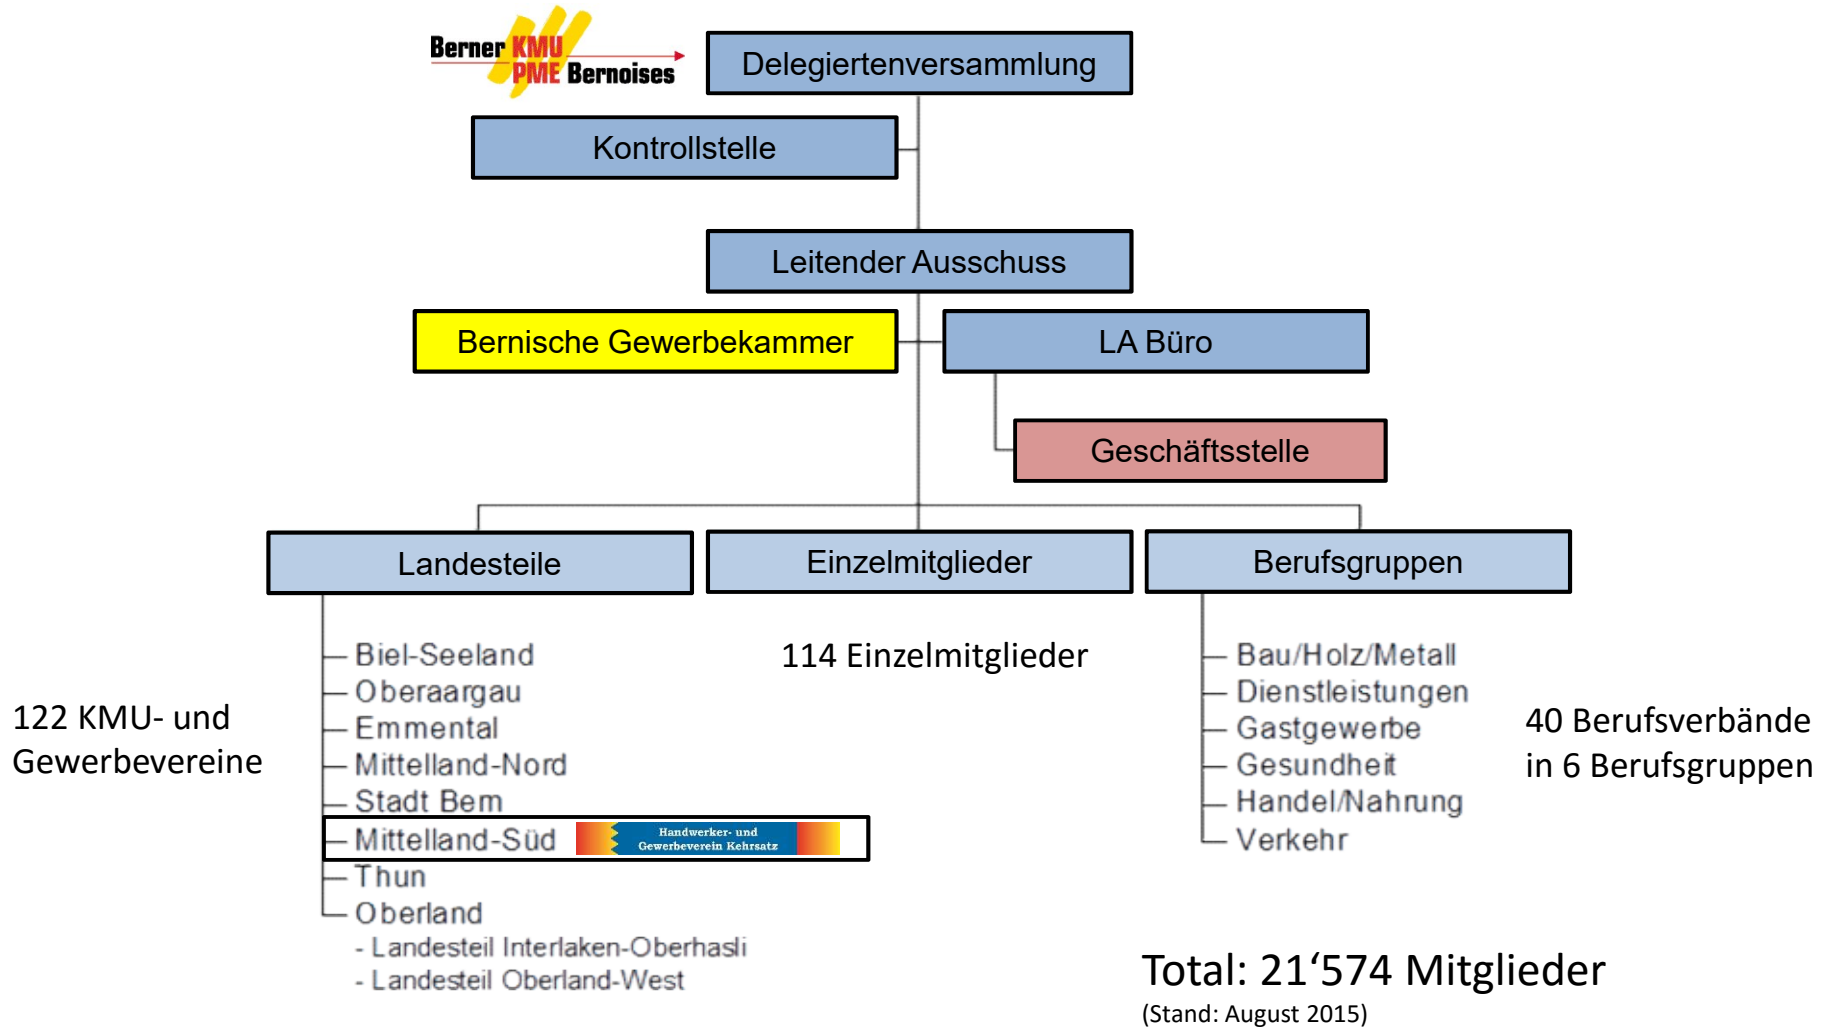 Berner KMU
PME Bernoises
Delegiertenversammlung
Kontrollstelle
Leitender Ausschuss
Bernische Gewerbekammer
LA Büro
Geschäftsstelle
Landesteile
Einzelmitglieder
Berufsgruppen
122 KMU- und
Gewerbevereine
Biel-Seeland
Oberaargau
Emmental
Mittelland-Nord
Stadt Bern
Mittelland-Süd
Handwerker- und
Gewerbeverein Kehrsatz
Thun
Oberland
- Landesteil Interlaken-Oberhasli
- Landesteil Oberland-West
114 Einzelmitglieder
Bau/Holz/Metall
Dienstleistungen
Gastgewerbe
Gesundheit
Handel/Nahrung
Verkehr
40 Berufsverbände
in 6 Berufsgruppen
Total: 21‘574 Mitglieder
(Stand: August 2015)